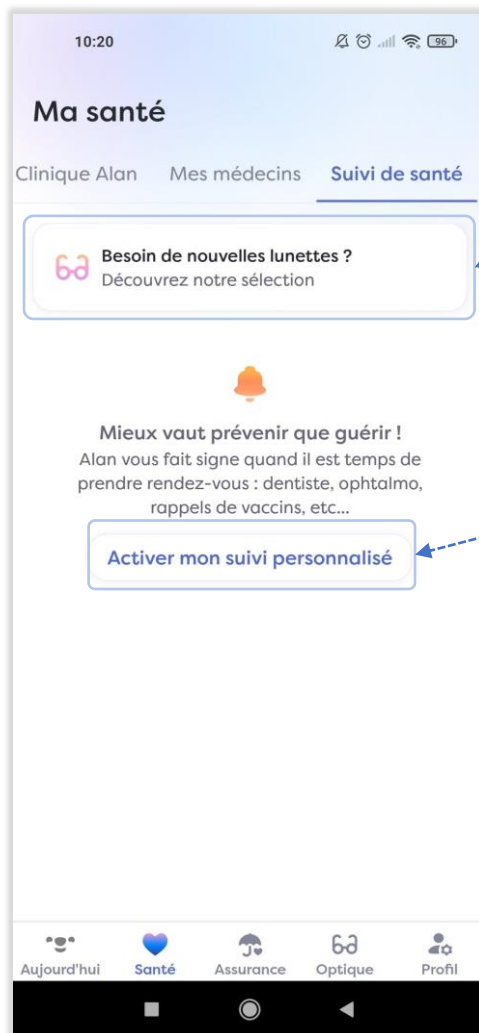 10:20
96
Ma santé
Clinique Alan Mes médecins Suivi de santé
Besoin de nouvelles lunettes ?
Découvrez notre sélection
Mieux vaut prévenir que guérir !
Alan vous fait signe quand il est temps de
prendre rendez-vous : dentiste, ophtalmo,
rappels de vaccins, etc...
Activer mon suivi personnalisé
Aujourd'hui Santé Assurance Optique Profil